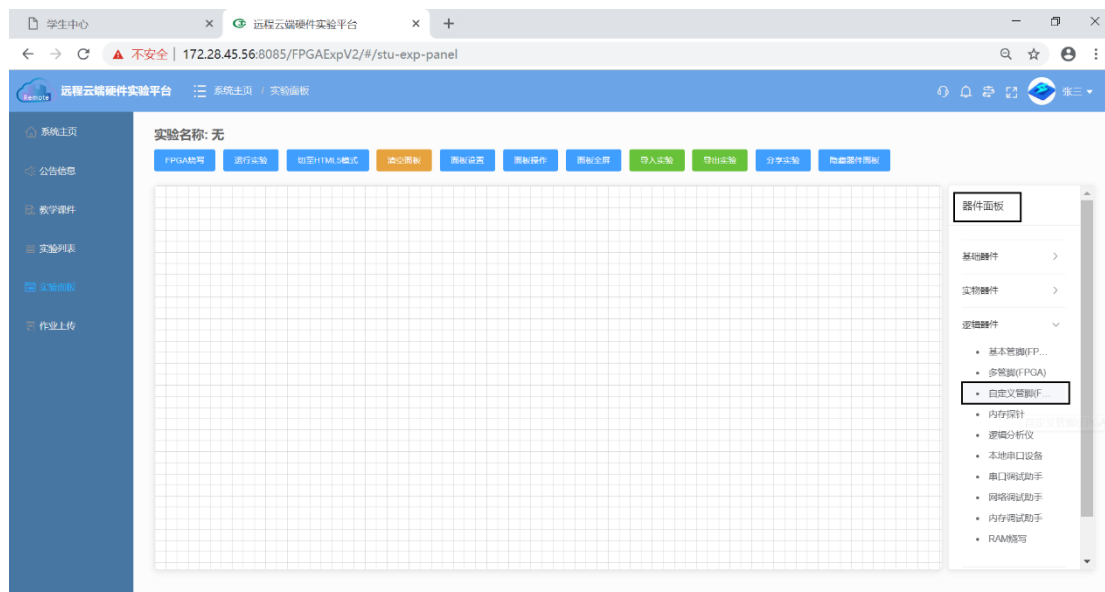 学生中心
远程云端硬件实验平台
不安全 | 172.28.45.56:8085/FPGAExpV2/#/stu-exp-panel
Remote
远程云端硬件实验平台
系统主页 / 实验面板
张三
系统主页
公告信息
教学课件
实验列表
实验面板
作业上传
实验名称: 无
FPGA烧写
进行实验
切至HTML5模式
清空面板
面板设置
面板操作
面板全屏
导入实验
导出实验
分享实验
隐藏器件面板
器件面板
基础器件
实物器件
逻辑器件
• 基本管脚(FP...
• 多管脚(FPGA)
• 自定义管脚(F...
• 内存探针
• 逻辑分析仪
• 本地串口设备
• 串口调试助手
• 网络调试助手
• 内存调试助手
• RAM烧写